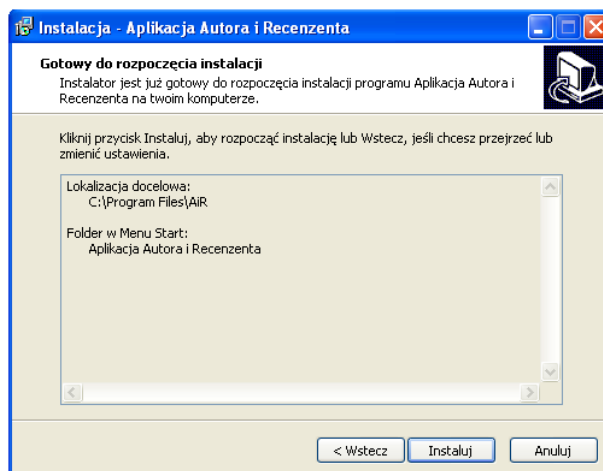 Instalacja - Aplikacja Autora i Recenzenta
Gotowy do rozpoczęcia instalacji
Instalator jest już gotowy do rozpoczęcia instalacji programu Aplikacja Autora i
Recenzenta na twoim komputerze.
Kliknij przycisk Instaluj, aby rozpocząć instalację lub Wstecz, jeśli chcesz przejrzeć lub
zmienić ustawienia.
Lokalizacja docelowa:
C:\Program Files\AiR
Folder w Menu Start:
Aplikacja Autora i Recenzenta
< Wstecz
Instaluj
Anuluj